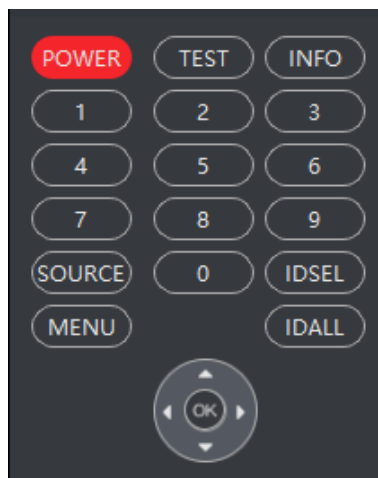 POWER TEST INFO
1 2 3
4 5 6
7 8 9
SOURCE 0 IDSEL
MENU IDALL
OK